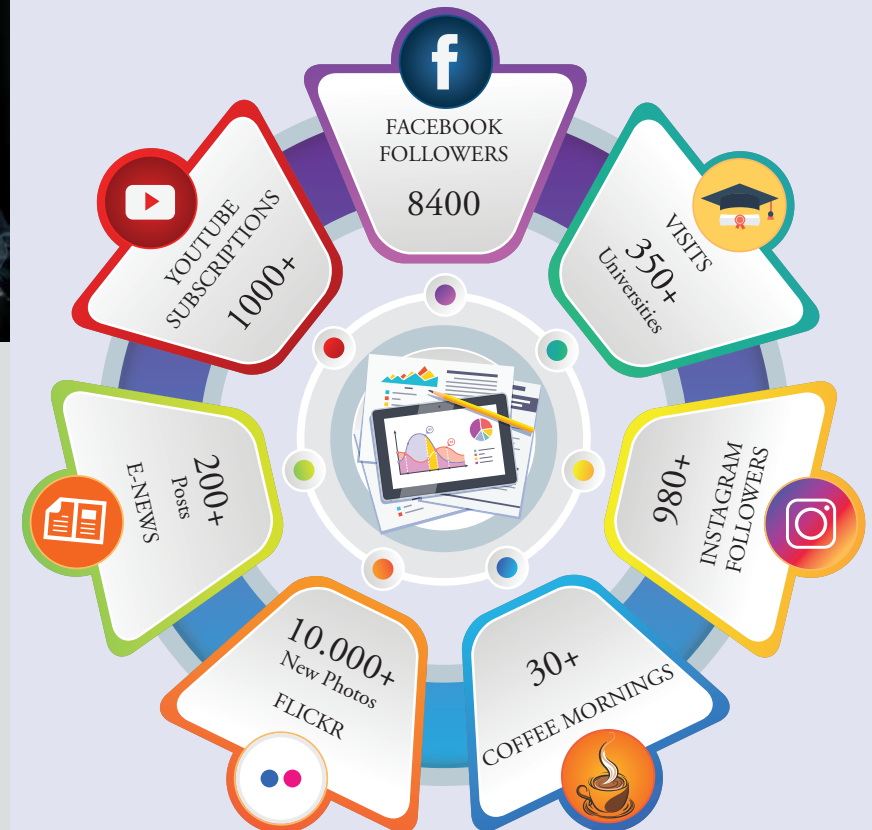 FACEBOOK
FOLLOWERS
8400
VISITS
350+
Universities
INSTAGRAM
FOLLOWERS
980+
30+
COFFEE MORNINGS
10.000+
New Photos
FLICKR
200+
Posts
E-NEWS
YOUTUBE
SUBSCRIPTIONS
1000+